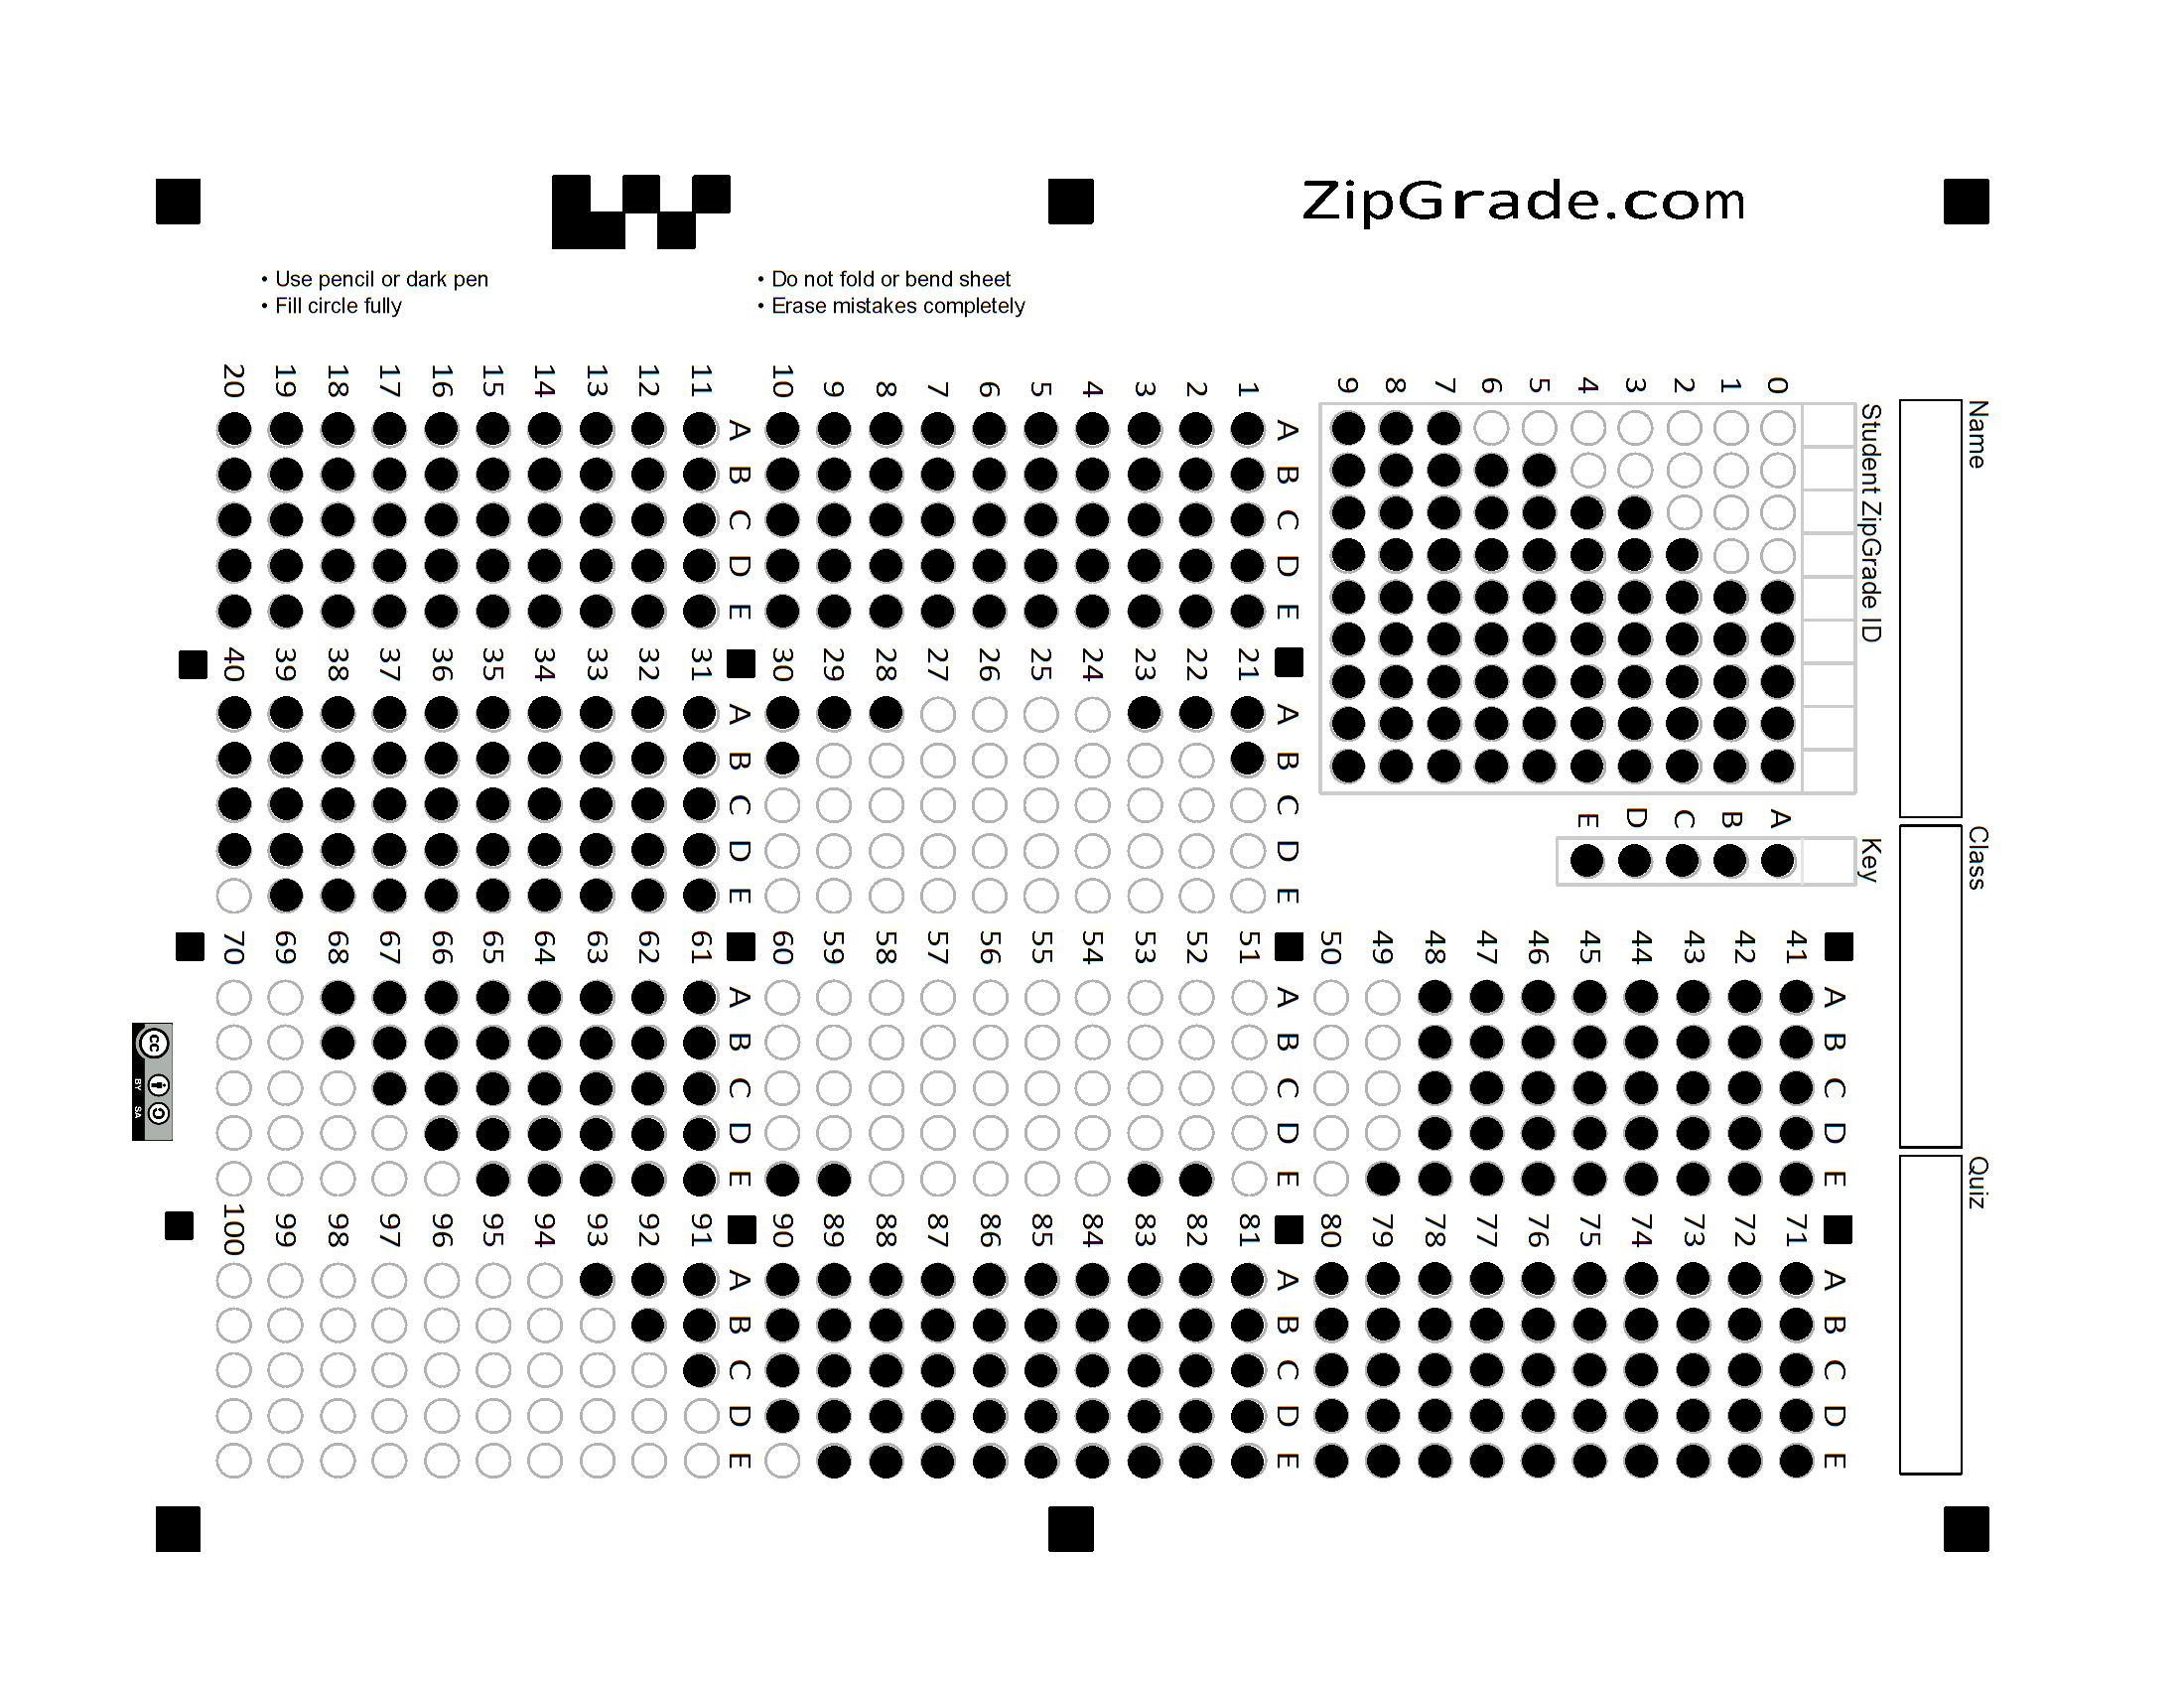 ZipGrade.com
• Use pencil or dark pen
• Fill circle fully
• Do not fold or bend sheet
• Erase mistakes completely
Name
Class
Quiz
Student ZipGrade ID
0 1 2 3 4 5 6 7 8 9
Key
A B C D E
1 2 3 4 5 6 7 8 9 10
A B C D E
11 12 13 14 15 16 17 18 19 20
A B C D E
21 22 23 24 25 26 27 28 29 30
A B C D E
31 32 33 34 35 36 37 38 39 40
A B C D E
41 42 43 44 45 46 47 48 49 50
A B C D E
51 52 53 54 55 56 57 58 59 60
A B C D E
61 62 63 64 65 66 67 68 69 70
A B C D E
71 72 73 74 75 76 77 78 79 80
A B C D E
81 82 83 84 85 86 87 88 89 90
A B C D E
91 92 93 94 95 96 97 98 99 100
A B C D E
cc BY SA